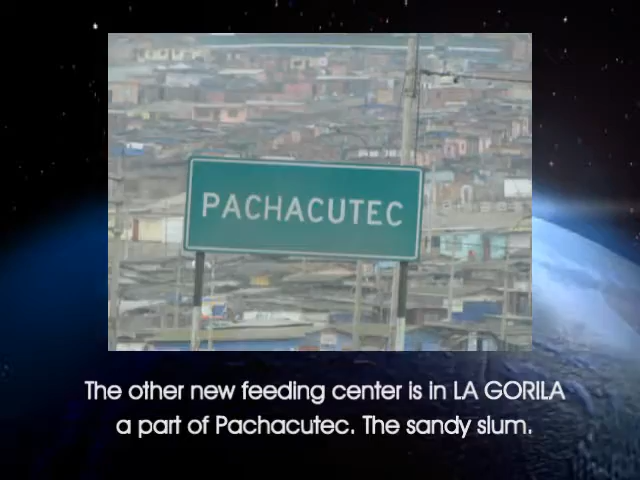 PACHACUTEC
The other new feeding center is in LA GORILA
a part of Pachacutec. The sandy slum.